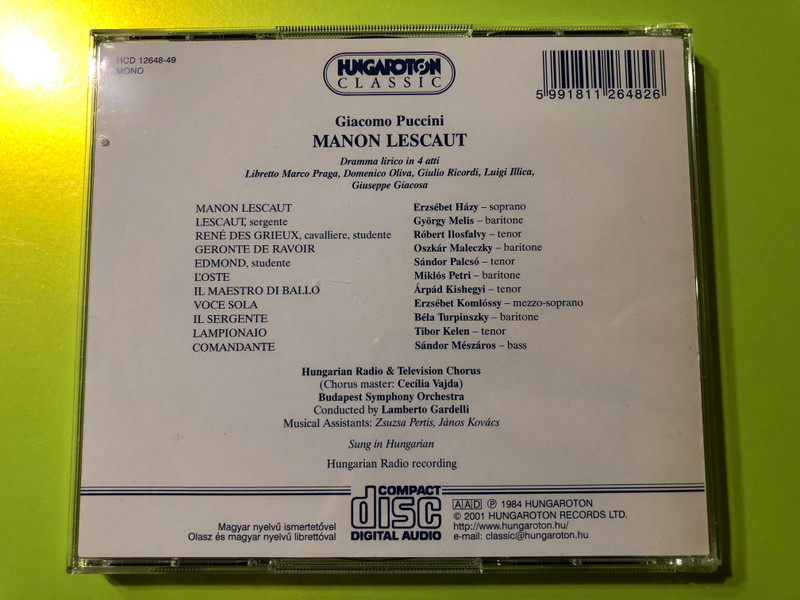 HCD 12648-49
MONO
HUNGAROTON
CLASSIC
5 991811 264826
Giacomo Puccini
MANON LESCAUT
Dramma lirico in 4 atti
Libretto Marco Praga, Domenico Oliva, Giulio Ricordi, Luigi Illica,
Giuseppe Giacosa
MANON LESCAUT Erzsébet Házy – soprano
LESCAUT, sergente György Melis – baritone
RENÉ DES GRIEUX, cavalliere, studente Róbert Ilosfalvy – tenor
GERONTE DE RAVOIR Oszkár Maleczky – baritone
EDMOND, studente Sándor Palcsó – tenor
L'OSTE Miklós Petri – baritone
IL MAESTRO DI BALLO Árpád Kishegyi – tenor
VOCE SOLA Erzsébet Komlóssy – mezzo-soprano
IL SERGENTE Béla Turpinszky – baritone
LAMPIONAIO Tibor Kelen – tenor
COMANDANTE Sándor Mészáros – bass
Hungarian Radio & Television Chorus
(Chorus master: Cecília Vajda)
Budapest Symphony Orchestra
Conducted by Lamberto Gardelli
Musical Assistants: Zsuzsa Pertis, János Kovács
Sung in Hungarian
Hungarian Radio recording
Magyar nyelvű ismertetővel
Olasz és magyar nyelvű librettóval
COMPACT
disc
DIGITAL AUDIO
AAD ℗ 1984 HUNGAROTON
© 2001 HUNGAROTON RECORDS LTD.
http://www.hungaroton.hu/
e-mail: classic@hungaroton.hu